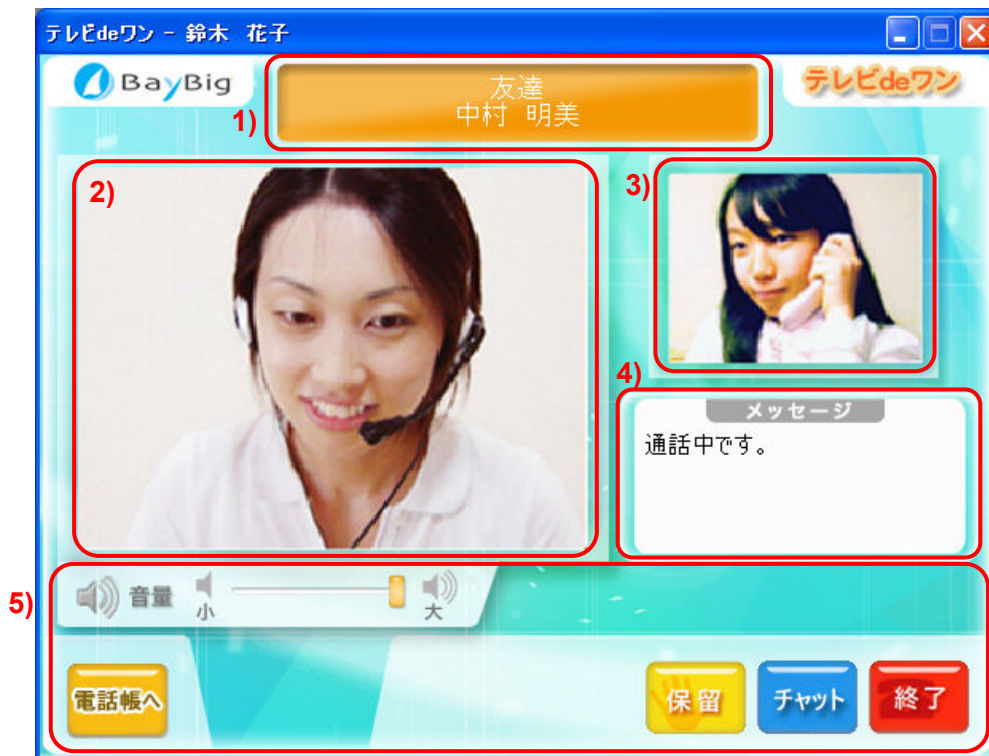 テレビdeワン - 鈴木 花子
BayBig
友達
中村 明美
テレビdeワン
1)
2)
3)
4)
メッセージ
通話中です。
5)
音量
小
大
電話帳へ
保留
チャット
終了